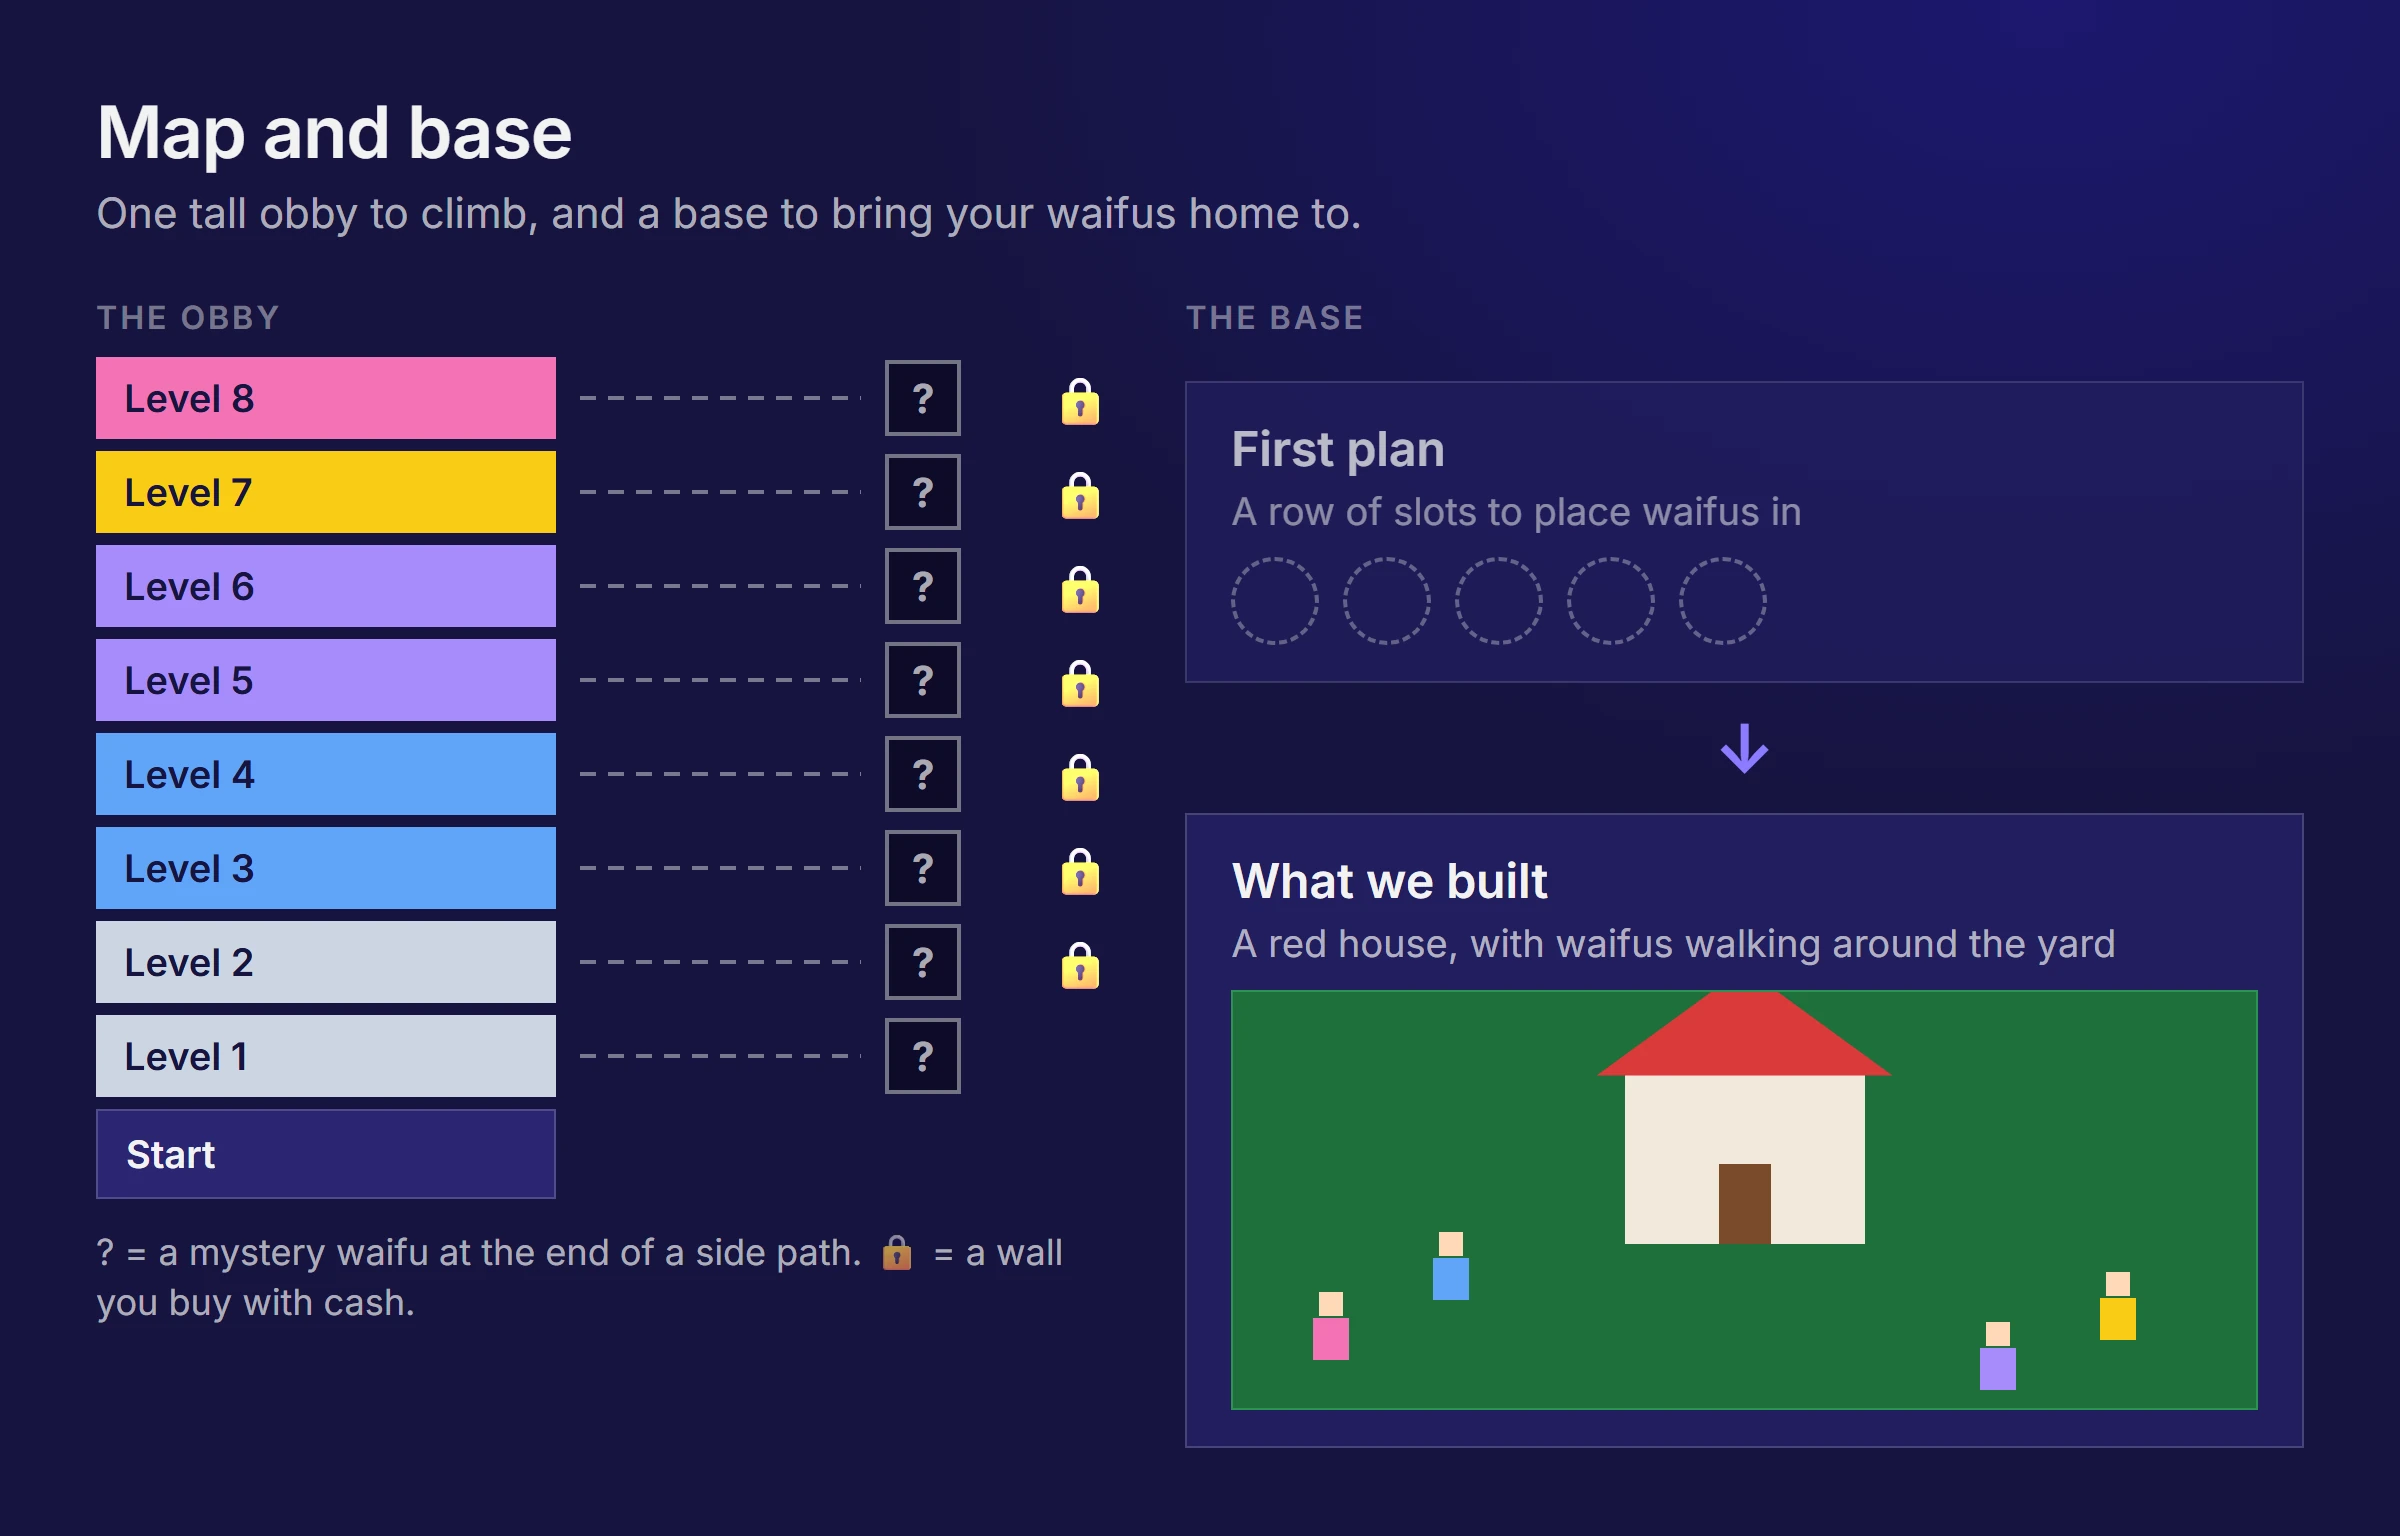 Map and base
One tall obby to climb, and a base to bring your waifus home to.
THE OBBY
Level 8 ?
Level 7 ?
Level 6 ?
Level 5 ?
Level 4 ?
Level 3 ?
Level 2 ?
Level 1 ?
Start
? = a mystery waifu at the end of a side path. 🔒 = a wall
you buy with cash.
THE BASE
First plan
A row of slots to place waifus in
↓
What we built
A red house, with waifus walking around the yard